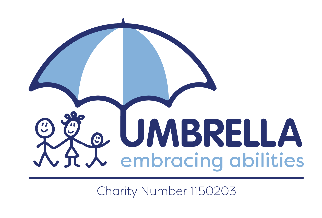 UMBRELLA
embracing abilities
Charity Number 1150203